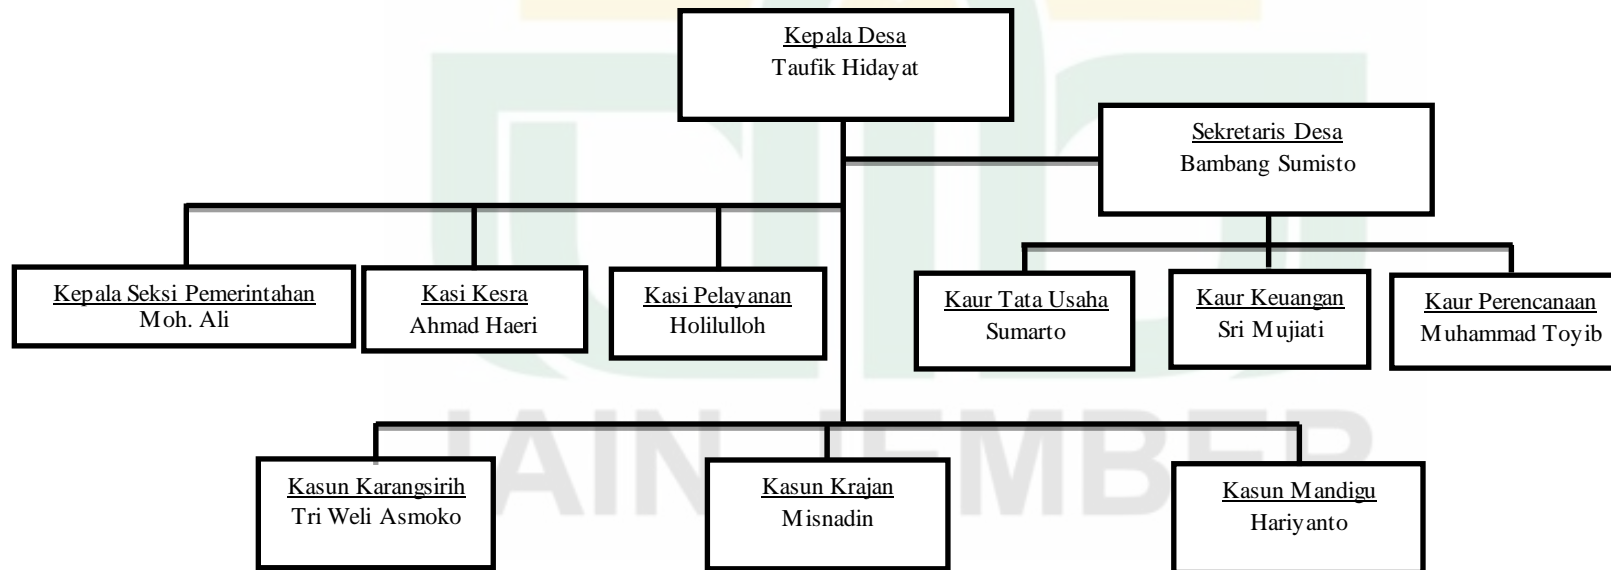 Kepala Desa
Taufik Hidayat
Sekretaris Desa
Bambang Sumisto
Kepala Seksi Pemerintahan
Moh. Ali
Kasi Kesra
Ahmad Haeri
Kasi Pelayanan
Holilulloh
Kaur Tata Usaha
Sumarto
Kaur Keuangan
Sri Mujiati
Kaur Perencanaan
Muhammad Toyib
Kasun Karangsirih
Tri Weli Asmoko
Kasun Krajan
Misnadin
Kasun Mandigu
Hariyanto
IAIN JEMBER